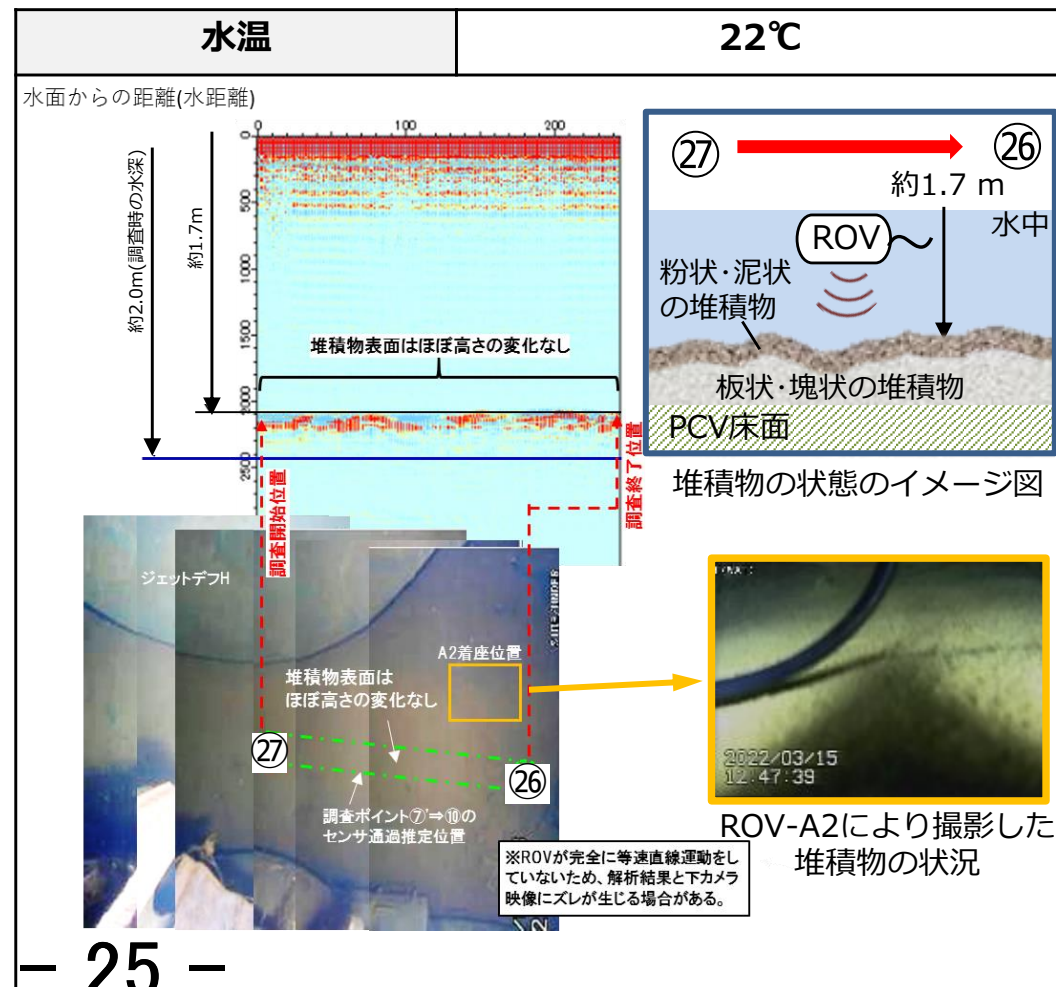 水温
22℃
水面からの距離(水距離)
0
100
200
0
500
1000
1500
2000
2500
約2.0m(調査時の水深)
約1.7m
堆積物表面はほぼ高さの変化なし
調査開始位置
調査終了位置
㉗
㉖
約1.7 m
水中
ROV
粉状・泥状
の堆積物
板状・塊状の堆積物
PCV床面
堆積物の状態のイメージ図
ジェットデフH
A2着座位置
堆積物表面は
ほぼ高さの変化なし
㉗
㉖
調査ポイント⑦'⇒⑩の
センサ通過推定位置
※ROVが完全に等速直線運動をし
ていないため、解析結果と下カメラ
映像にズレが生じる場合がある。
2022/03/15
12:47:39
ROV-A2により撮影した
堆積物の状況
− 25 −